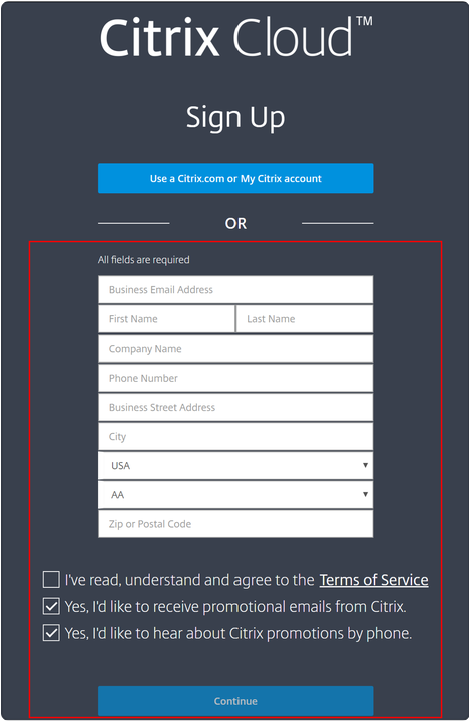 Citrix Cloud™
Sign Up
Use a Citrix.com or My Citrix account
OR
All fields are required
Business Email Address
First Name Last Name
Company Name
Phone Number
Business Street Address
City
USA
AA
Zip or Postal Code
I've read, understand and agree to the Terms of Service
Yes, I'd like to receive promotional emails from Citrix.
Yes, I'd like to hear about Citrix promotions by phone.
Continue